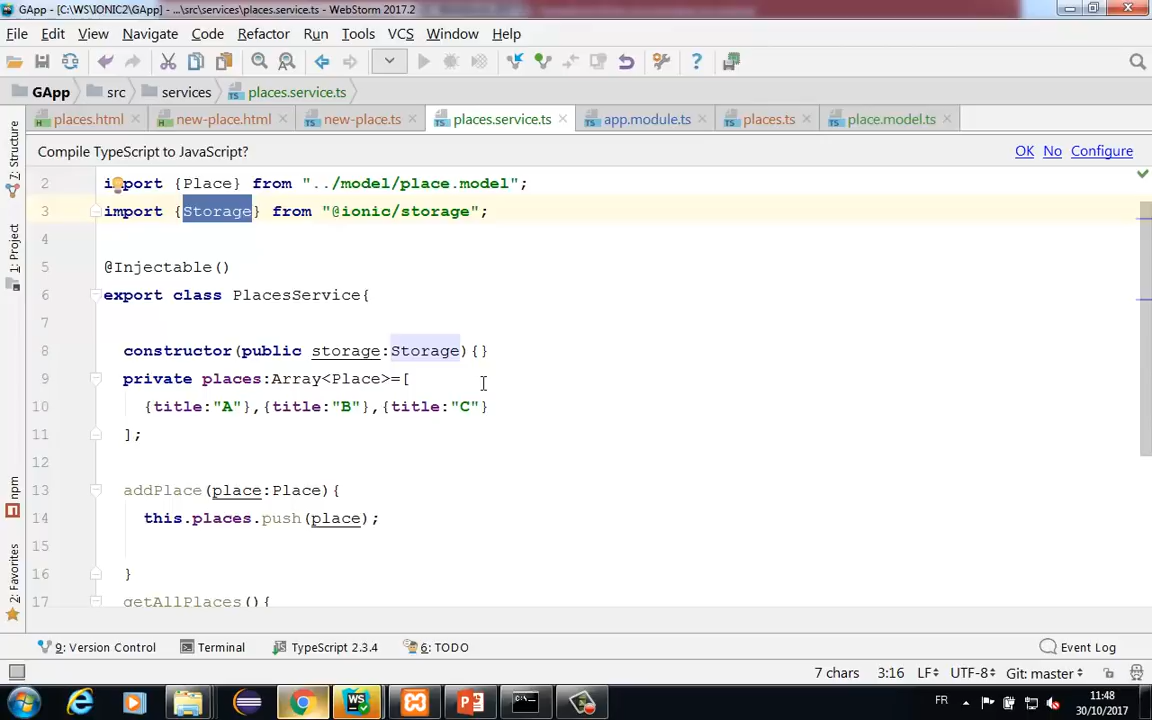 GApp - [C:\WS\IONIC2\GApp] - ...\src\services\places.service.ts - WebStorm 2017.2
File Edit View Navigate Code Refactor Run Tools VCS Window Help
GApp src services places.service.ts
places.html new-place.html new-place.ts places.service.ts app.module.ts places.ts place.model.ts
Compile TypeScript to JavaScript? OK No Configure
2 import {Place} from "../model/place.model";
3 import {Storage} from "@ionic/storage";
4
5 @Injectable()
6 export class PlacesService{
7
8 constructor(public storage:Storage){}
9 private places:Array<Place>=[
10 {title:"A"},{title:"B"},{title:"C"}
11 ];
12
13 addPlace(place:Place){
14 this.places.push(place);
15
16 }
17 getAllPlaces(){
7: Structure
1: Project
npm
2: Favorites
9: Version Control Terminal TypeScript 2.3.4 6: TODO Event Log
7 chars 3:16 LF÷ UTF-8÷ Git: master÷
FR 11:48
30/10/2017